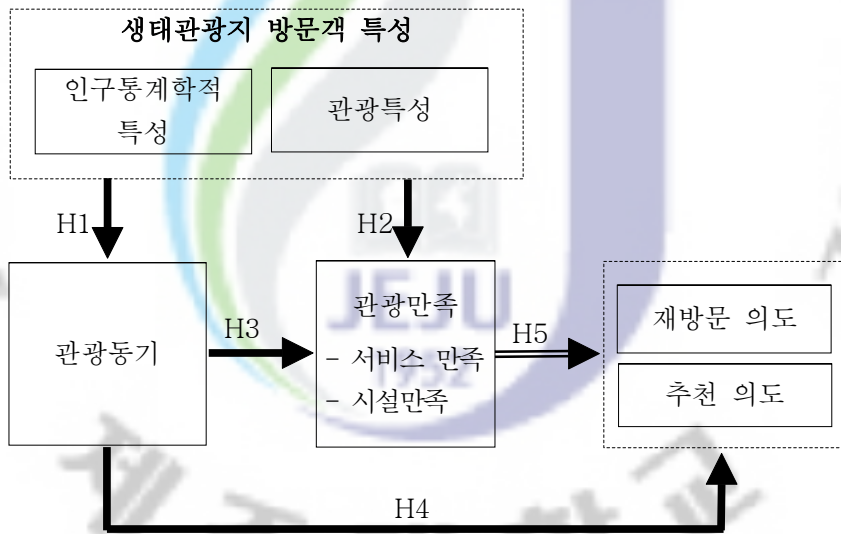 생태관광지 방문객 특성
인구통계학적
특성
관광특성
H1
H2
관광동기
H3
관광만족
- 서비스 만족
- 시설만족
H5
재방문 의도
추천 의도
H4
JEJU
1952